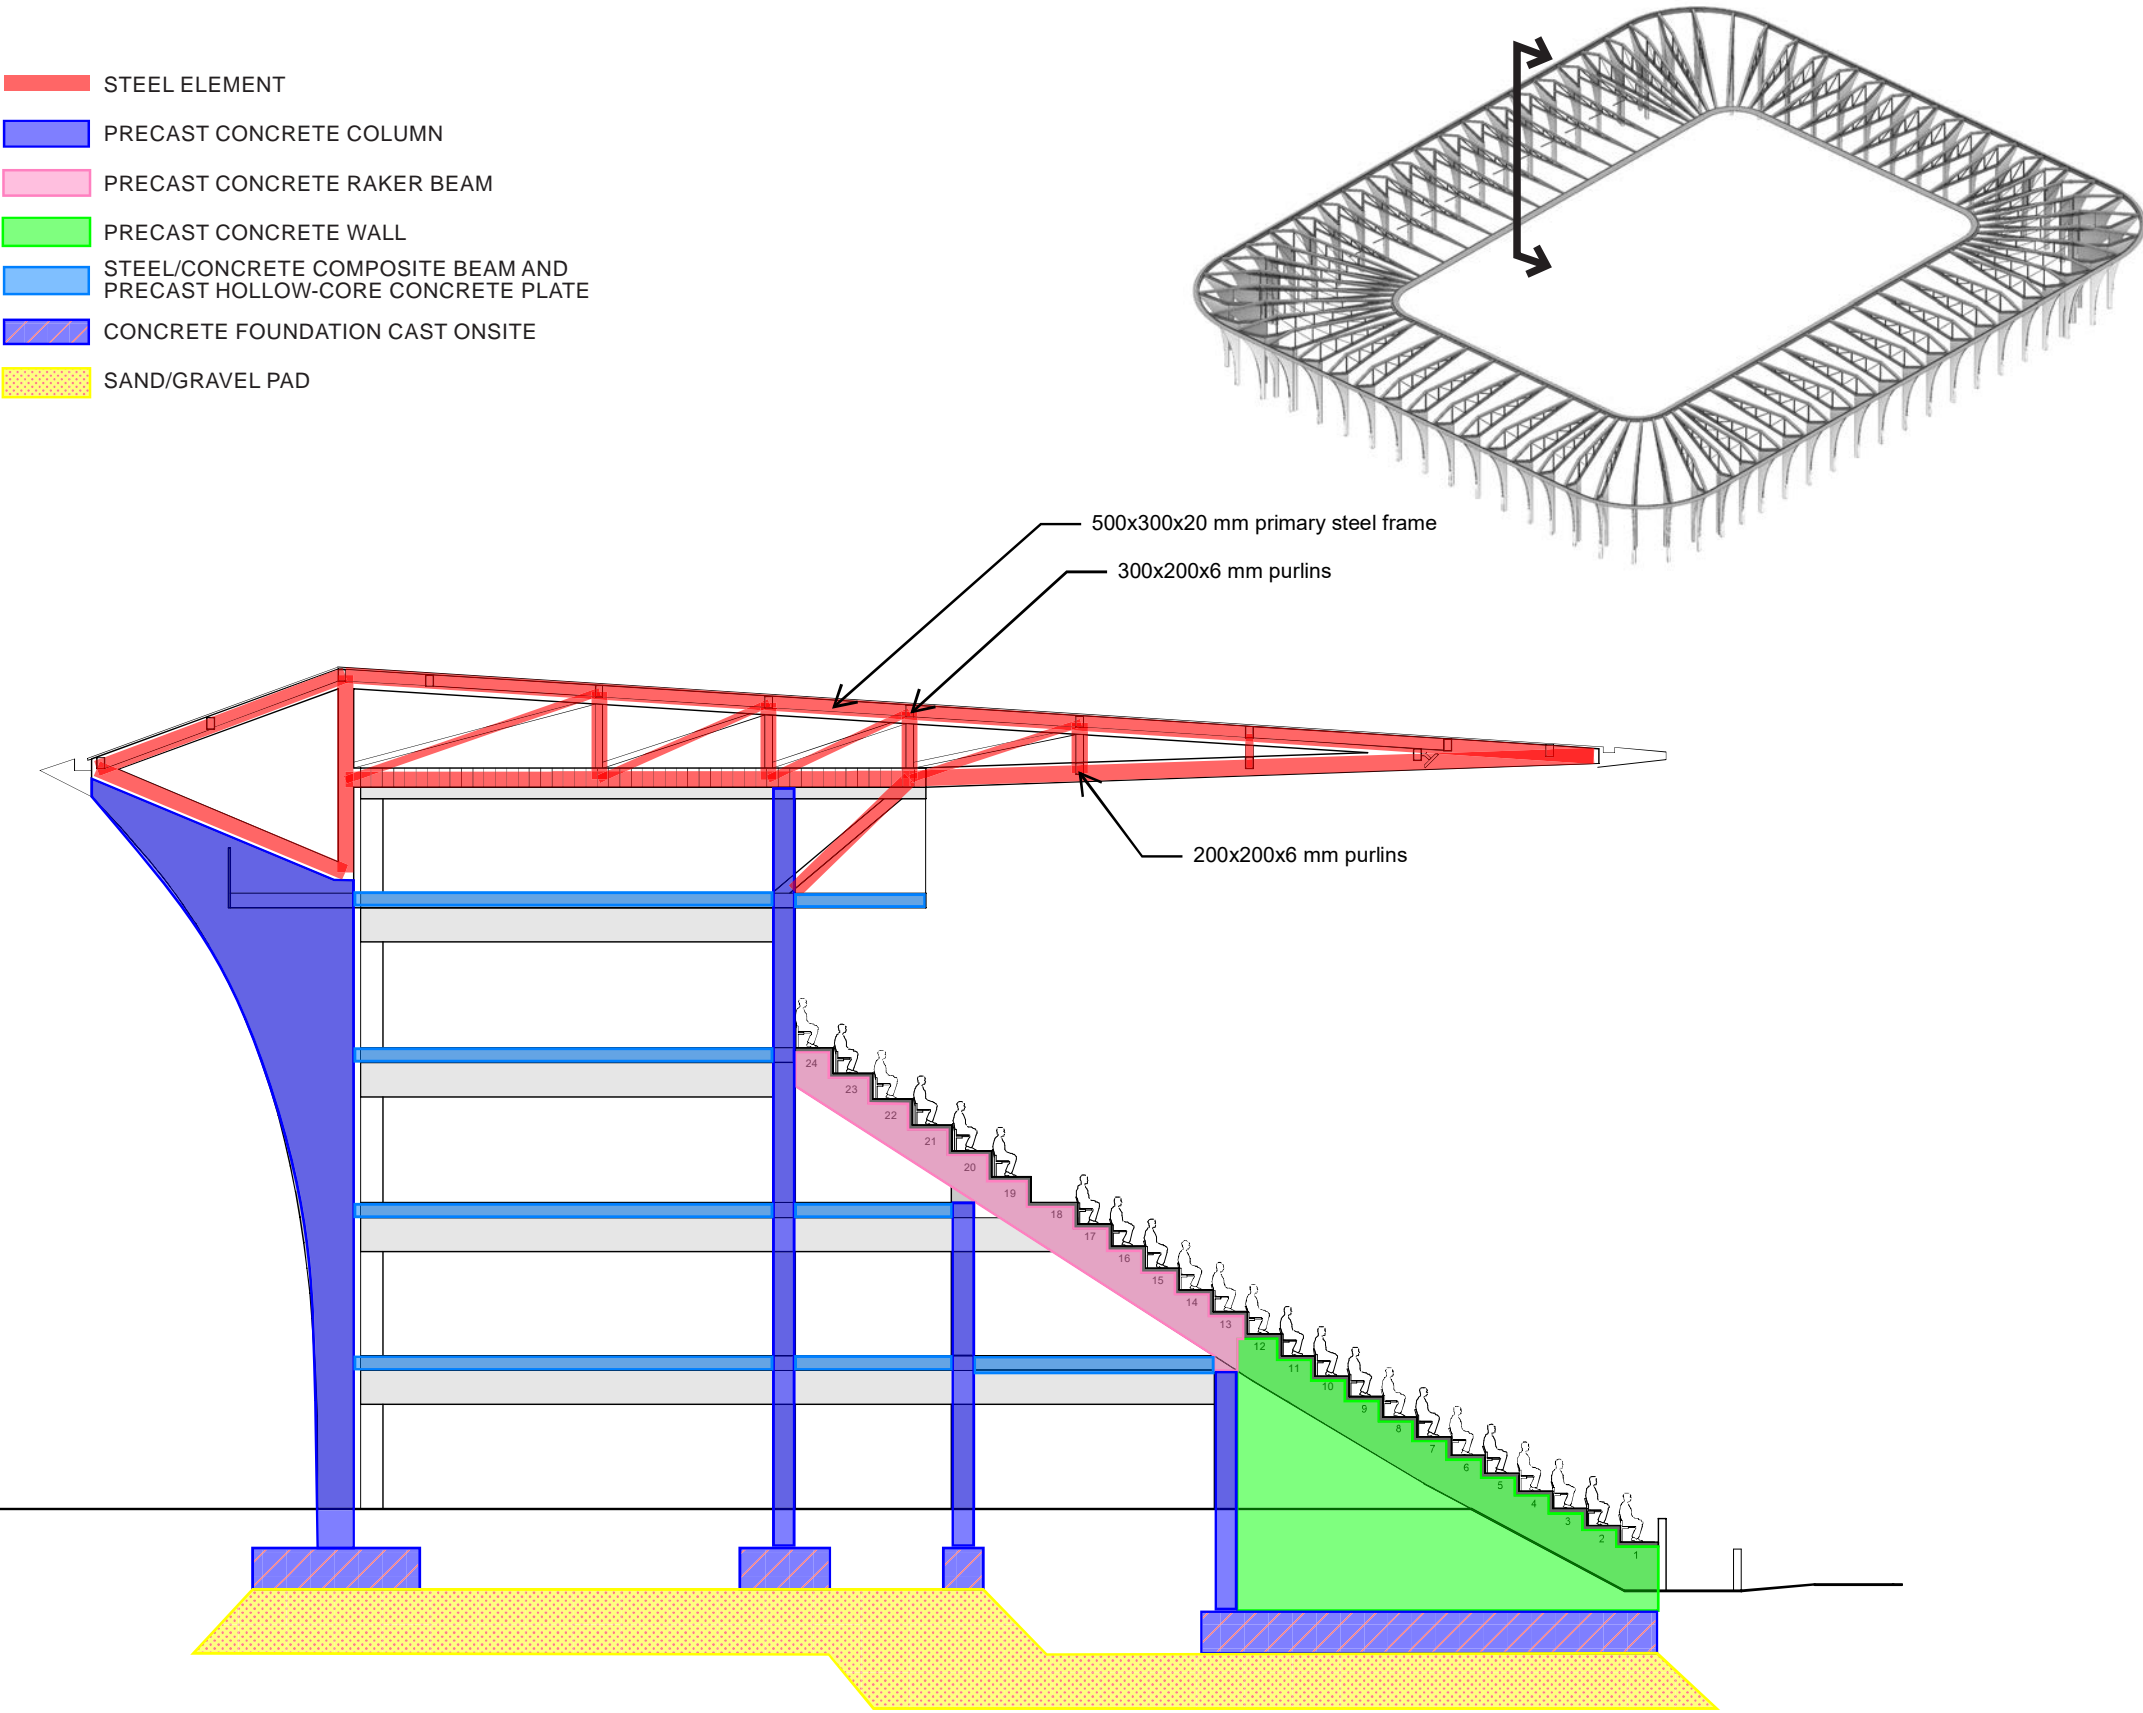 STEEL ELEMENT
PRECAST CONCRETE COLUMN
PRECAST CONCRETE RAKER BEAM
PRECAST CONCRETE WALL
STEEL/CONCRETE COMPOSITE BEAM AND
PRECAST HOLLOW-CORE CONCRETE PLATE
CONCRETE FOUNDATION CAST ONSITE
SAND/GRAVEL PAD
500x300x20 mm primary steel frame
300x200x6 mm purlins
200x200x6 mm purlins
24
23
22
21
20
19
18
17
16
15
14
13
12
11
10
9
8
7
6
5
4
3
2
1